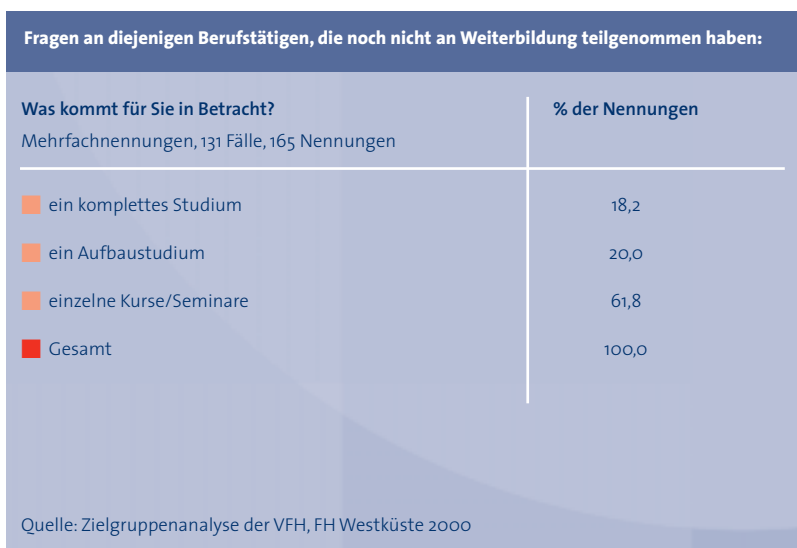 Fragen an diejenigen Berufstätigen, die noch nicht an Weiterbildung teilgenommen haben:
Was kommt für Sie in Betracht? % der Nennungen
Mehrfachnennungen, 131 Fälle, 165 Nennungen
ein komplettes Studium 18,2
ein Aufbaustudium 20,0
einzelne Kurse/Seminare 61,8
Gesamt 100,0
Quelle: Zielgruppenanalyse der VFH, FH Westküste 2000